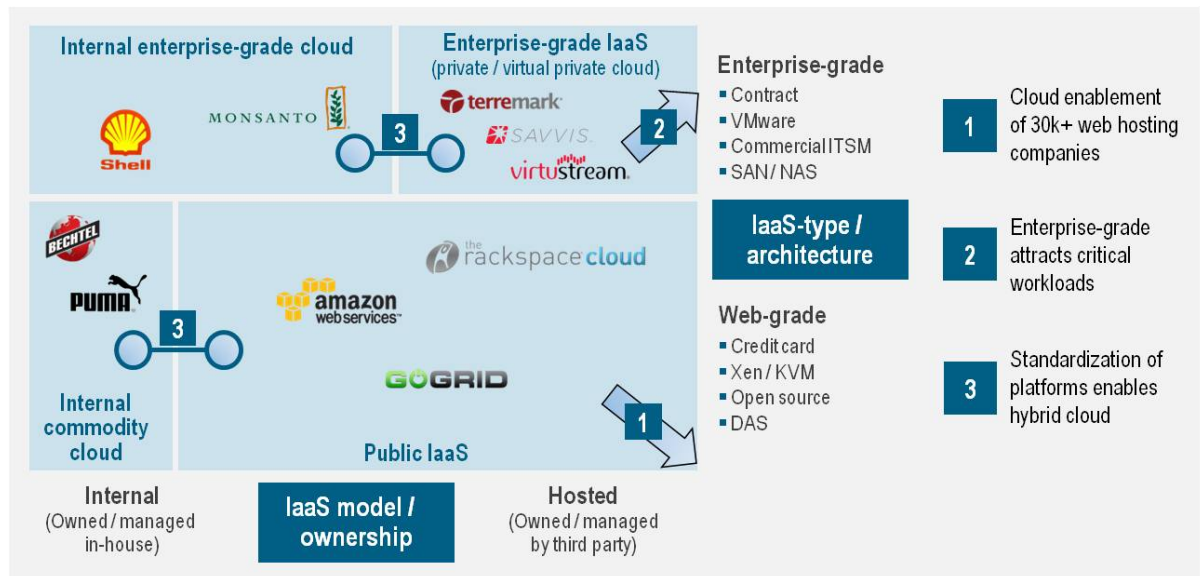 Internal enterprise-grade cloud
Shell
MONSANTO
3
Enterprise-grade IaaS
(private / virtual private cloud)
terremark
SAVVIS.
virtustream.
2
Enterprise-grade
▪ Contract
▪ VMware
▪ Commercial ITSM
▪ SAN / NAS
IaaS-type /
architecture
Web-grade
▪ Credit card
▪ Xen / KVM
▪ Open source
▪ DAS
BECHTEL
PUMA
3
Internal
commodity
cloud
the
rackspace cloud
amazon
webservices™
GOGRID
1
Public IaaS
Internal
(Owned / managed
in-house)
IaaS model /
ownership
Hosted
(Owned / managed
by third party)
1
Cloud enablement
of 30k+ web hosting
companies
2
Enterprise-grade
attracts critical
workloads
3
Standardization of
platforms enables
hybrid cloud